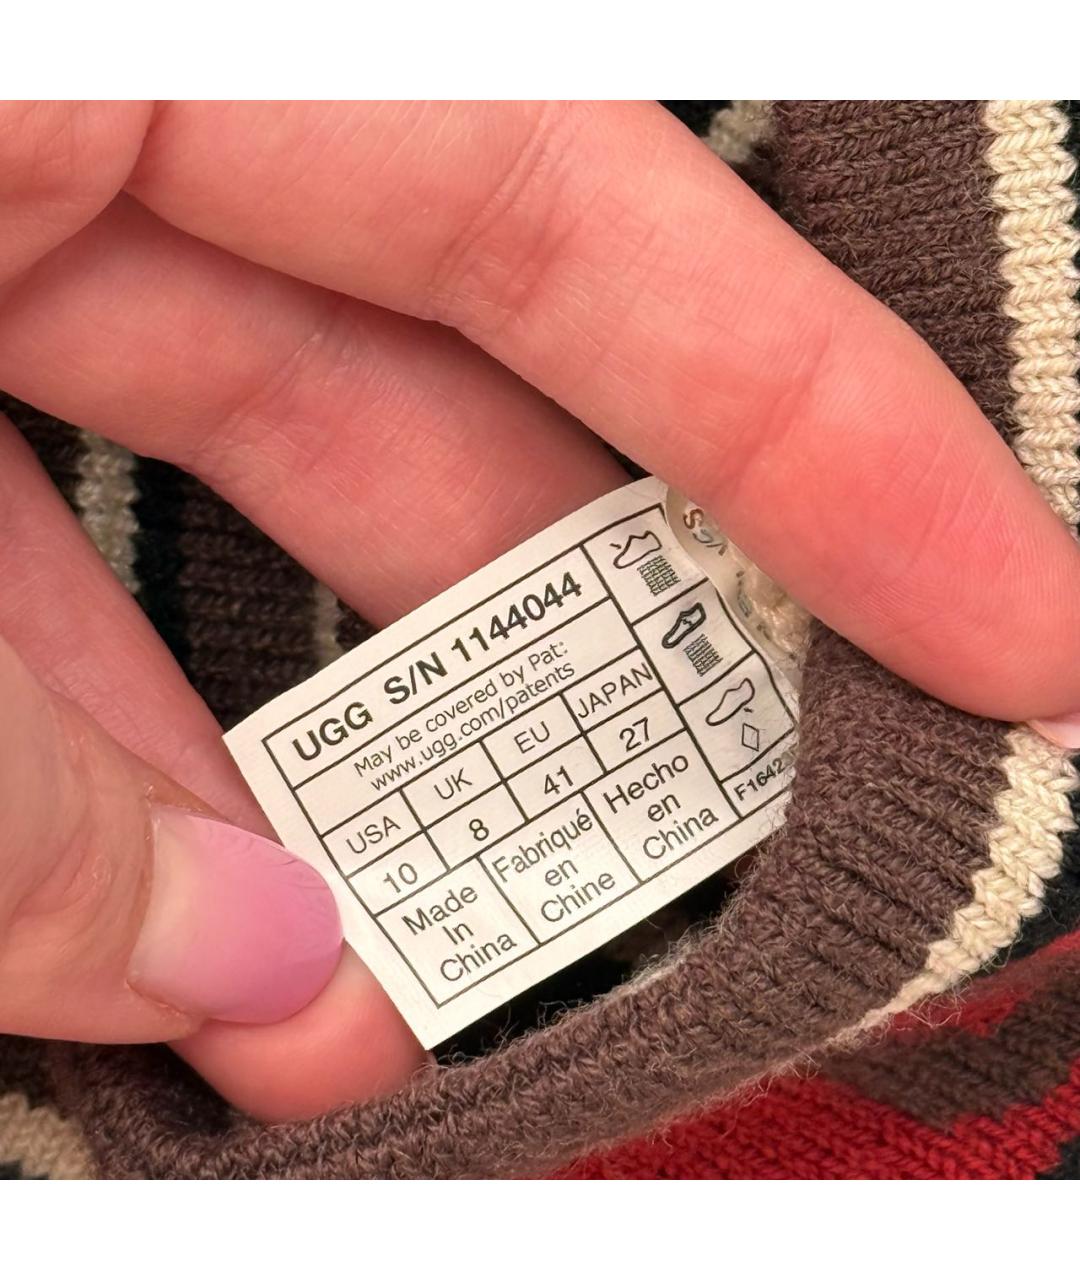 UGG S/N 1144044
May be covered by Pat:
www.ugg.com/patents
USA UK EU JAPAN
10 8 41 27
Made In China
Fabriqué en Chine
Hecho en China
F1642